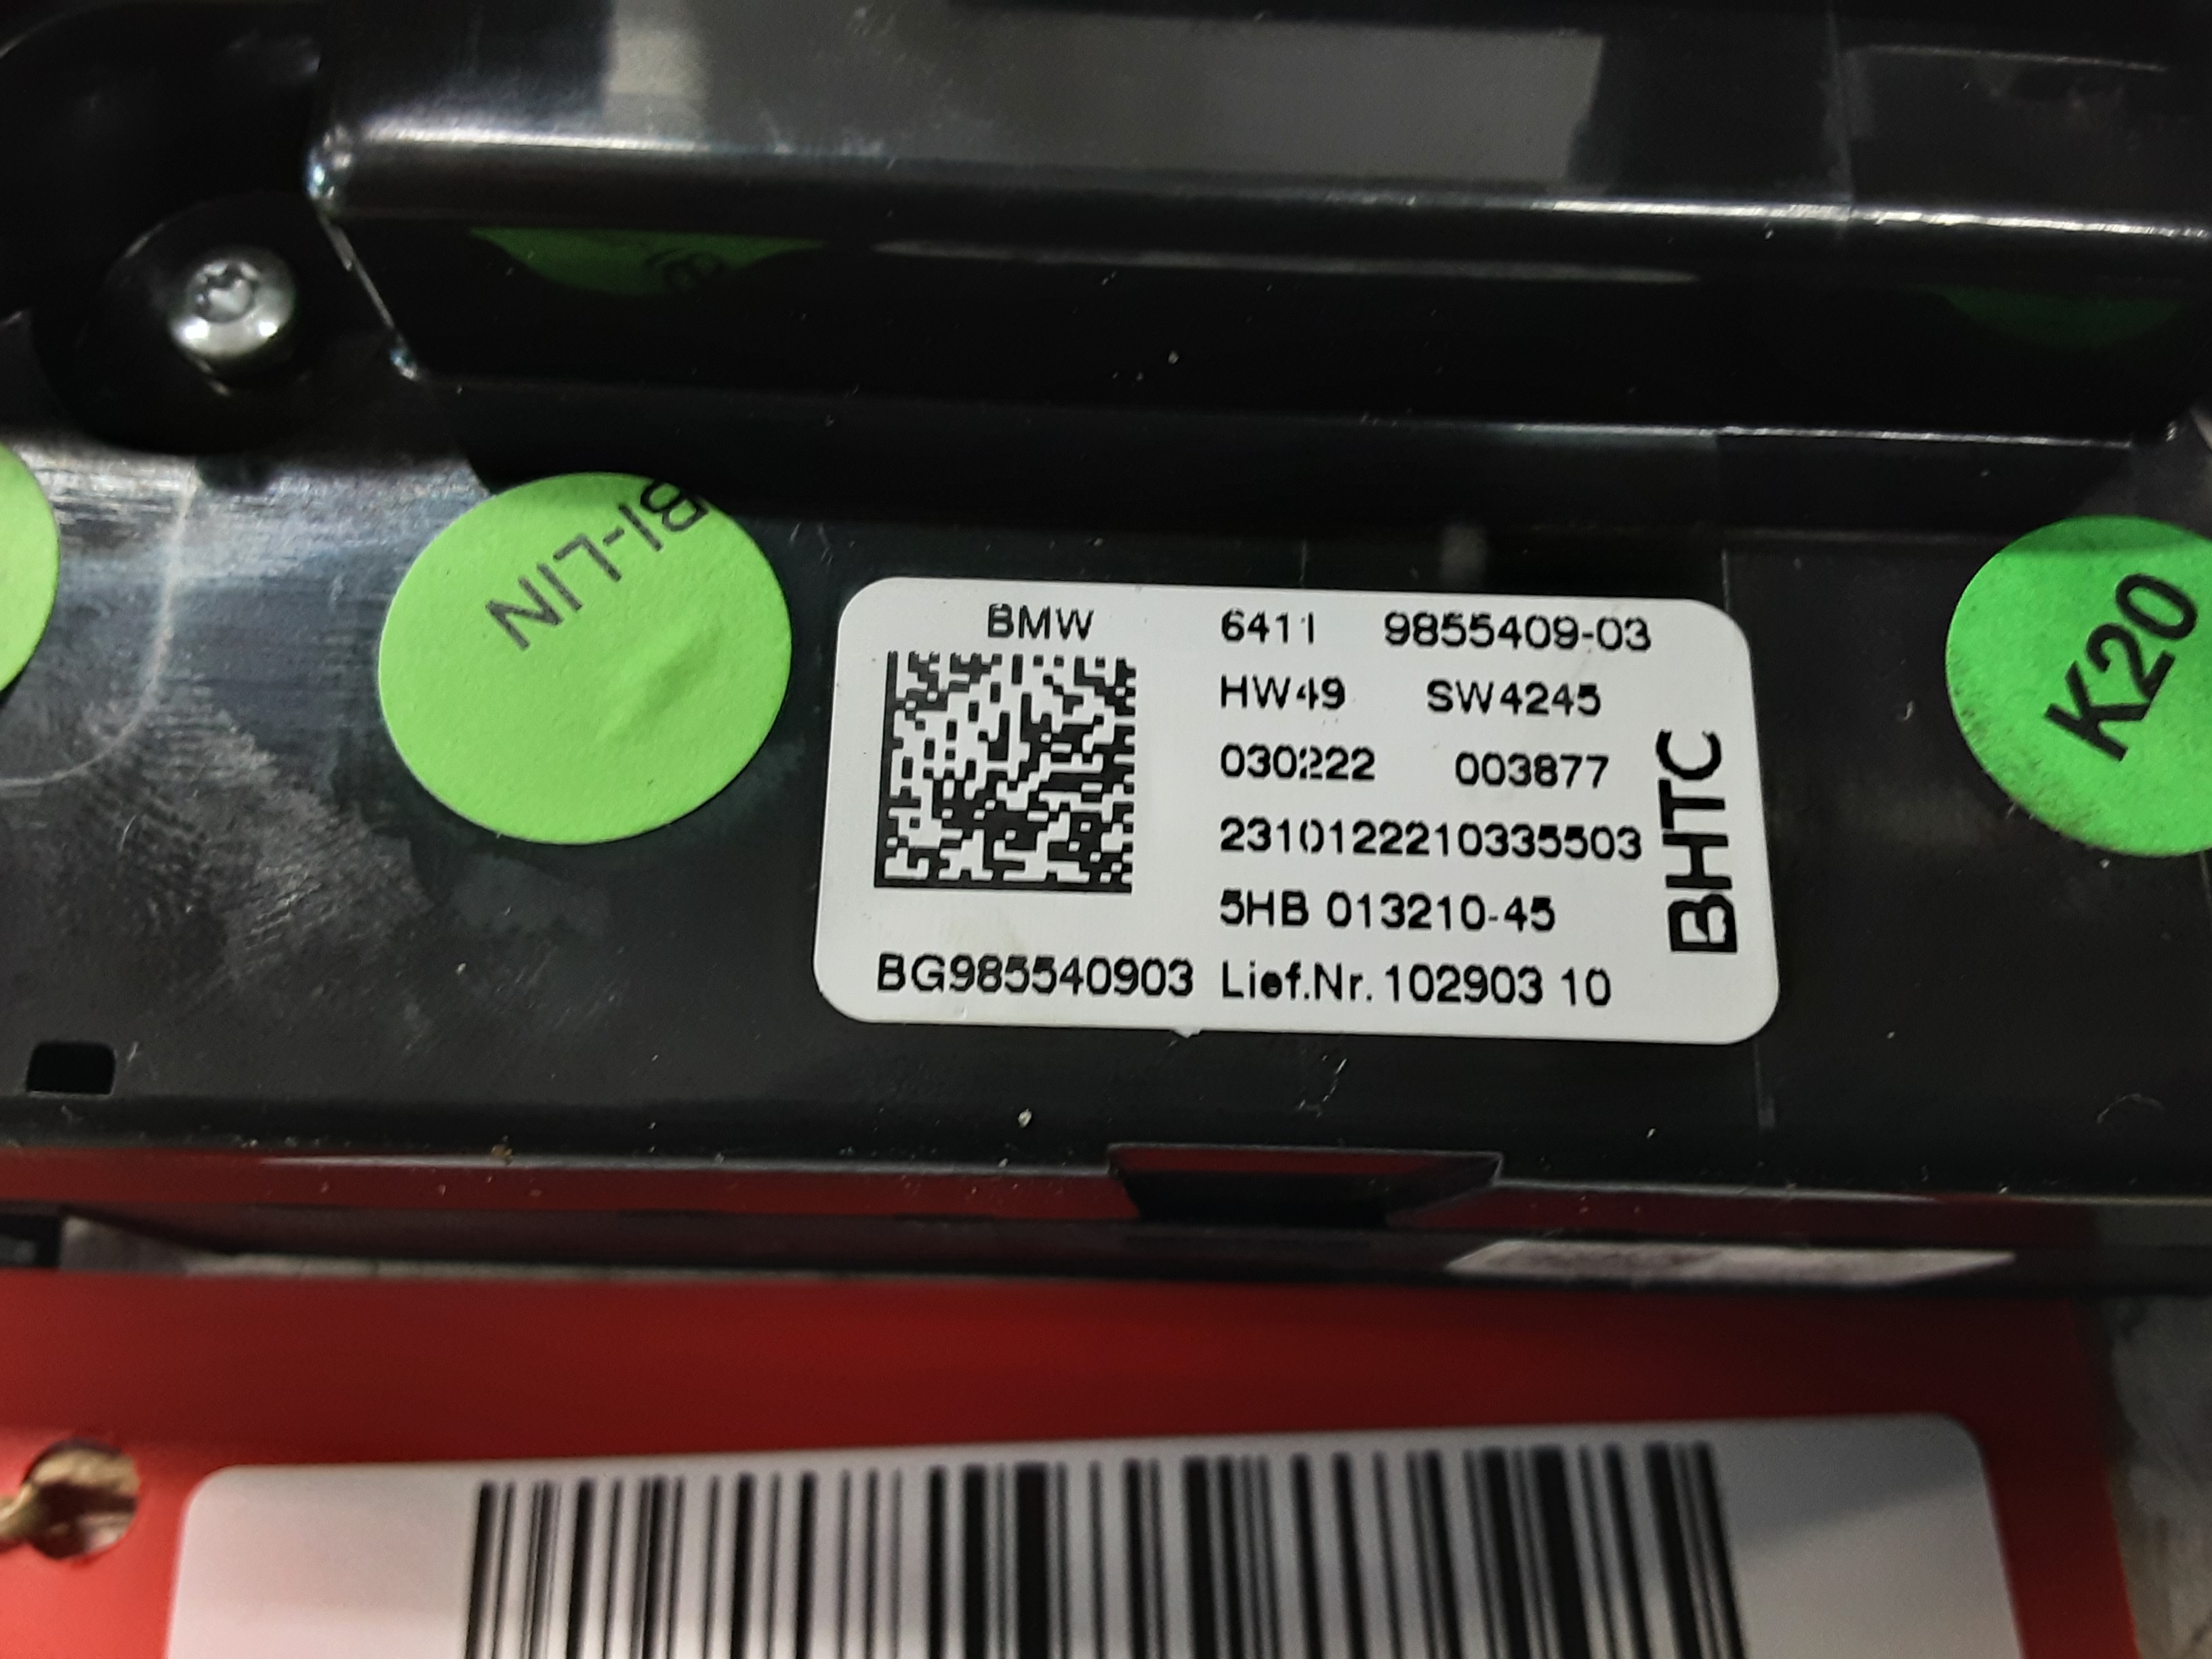 BI-LIN
BMW 6411 9855409-03
HW49 SW4245
030222 003877
2310122210335503
5HB 013210-45
BG985540903 Lief.Nr. 102903 10
BHTC
K20